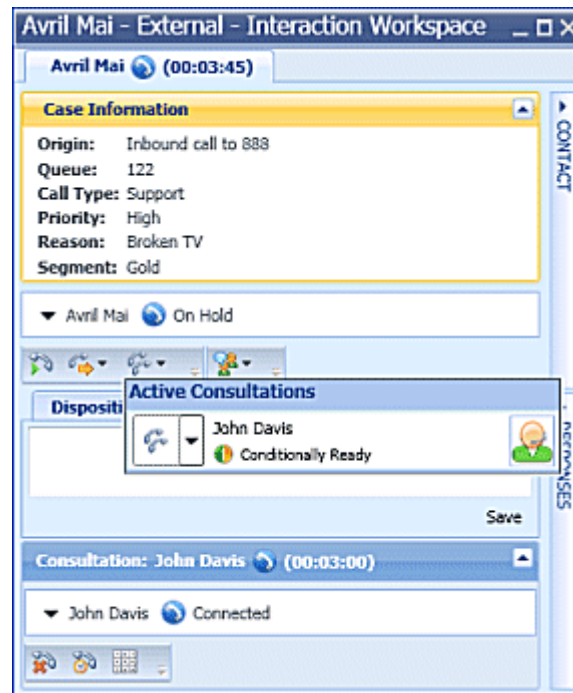 Avril Mai - External - Interaction Workspace
Avril Mai (00:03:45)
Case Information
Origin: Inbound call to 888
Queue: 122
Call Type: Support
Priority: High
Reason: Broken TV
Segment: Gold
CONTACT
Avril Mai On Hold
Active Consultations
Dispositi
John Davis
Conditionally Ready
Save
Consultation: John Davis (00:03:00)
John Davis Connected